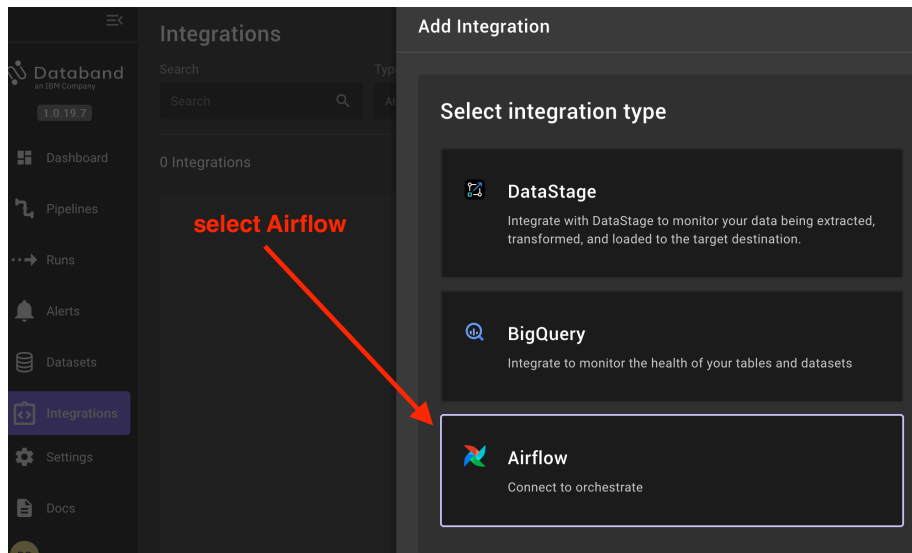 Databand
an IBM Company
1.0.19.7
Dashboard
Pipelines
Runs
Alerts
Datasets
Integrations
Settings
Docs
Integrations
Search
Search
0 Integrations
select Airflow
Add Integration
Select integration type
DataStage
Integrate with DataStage to monitor your data being extracted,
transformed, and loaded to the target destination.
BigQuery
Integrate to monitor the health of your tables and datasets
Airflow
Connect to orchestrate